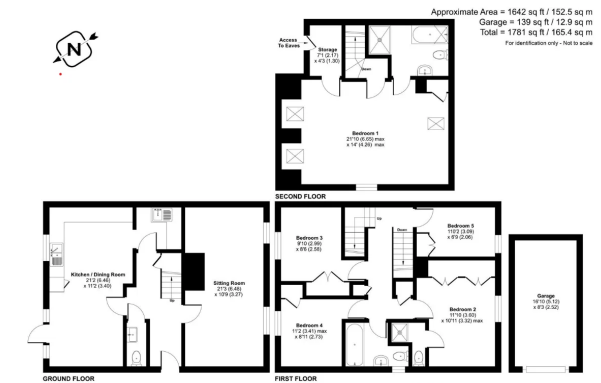 Approximate Area = 1642 sq ft / 152.5 sq m
Garage = 139 sq ft / 12.9 sq m
Total = 1781 sq ft / 165.4 sq m
For identification only - Not to scale
N
Access
To Eaves
Storage
7'1 (2.17)
x 4'3 (1.30)
Down
Bedroom 1
21'10 (6.65) max
x 14' (4.26) max
SECOND FLOOR
Kitchen / Dining Room
21'2 (6.46)
x 11'2 (3.40)
Up
Sitting Room
21'3 (6.48)
x 10'9 (3.27)
GROUND FLOOR
Up
Down
Bedroom 3
9'10 (2.99)
x 8'6 (2.58)
Bedroom 5
10'2 (3.09)
x 6'9 (2.06)
Bedroom 4
11'2 (3.41) max
x 8'11 (2.73)
Bedroom 2
11'10 (3.60)
x 10'11 (3.32) max
FIRST FLOOR
Garage
16'10 (5.12)
x 8'3 (2.52)